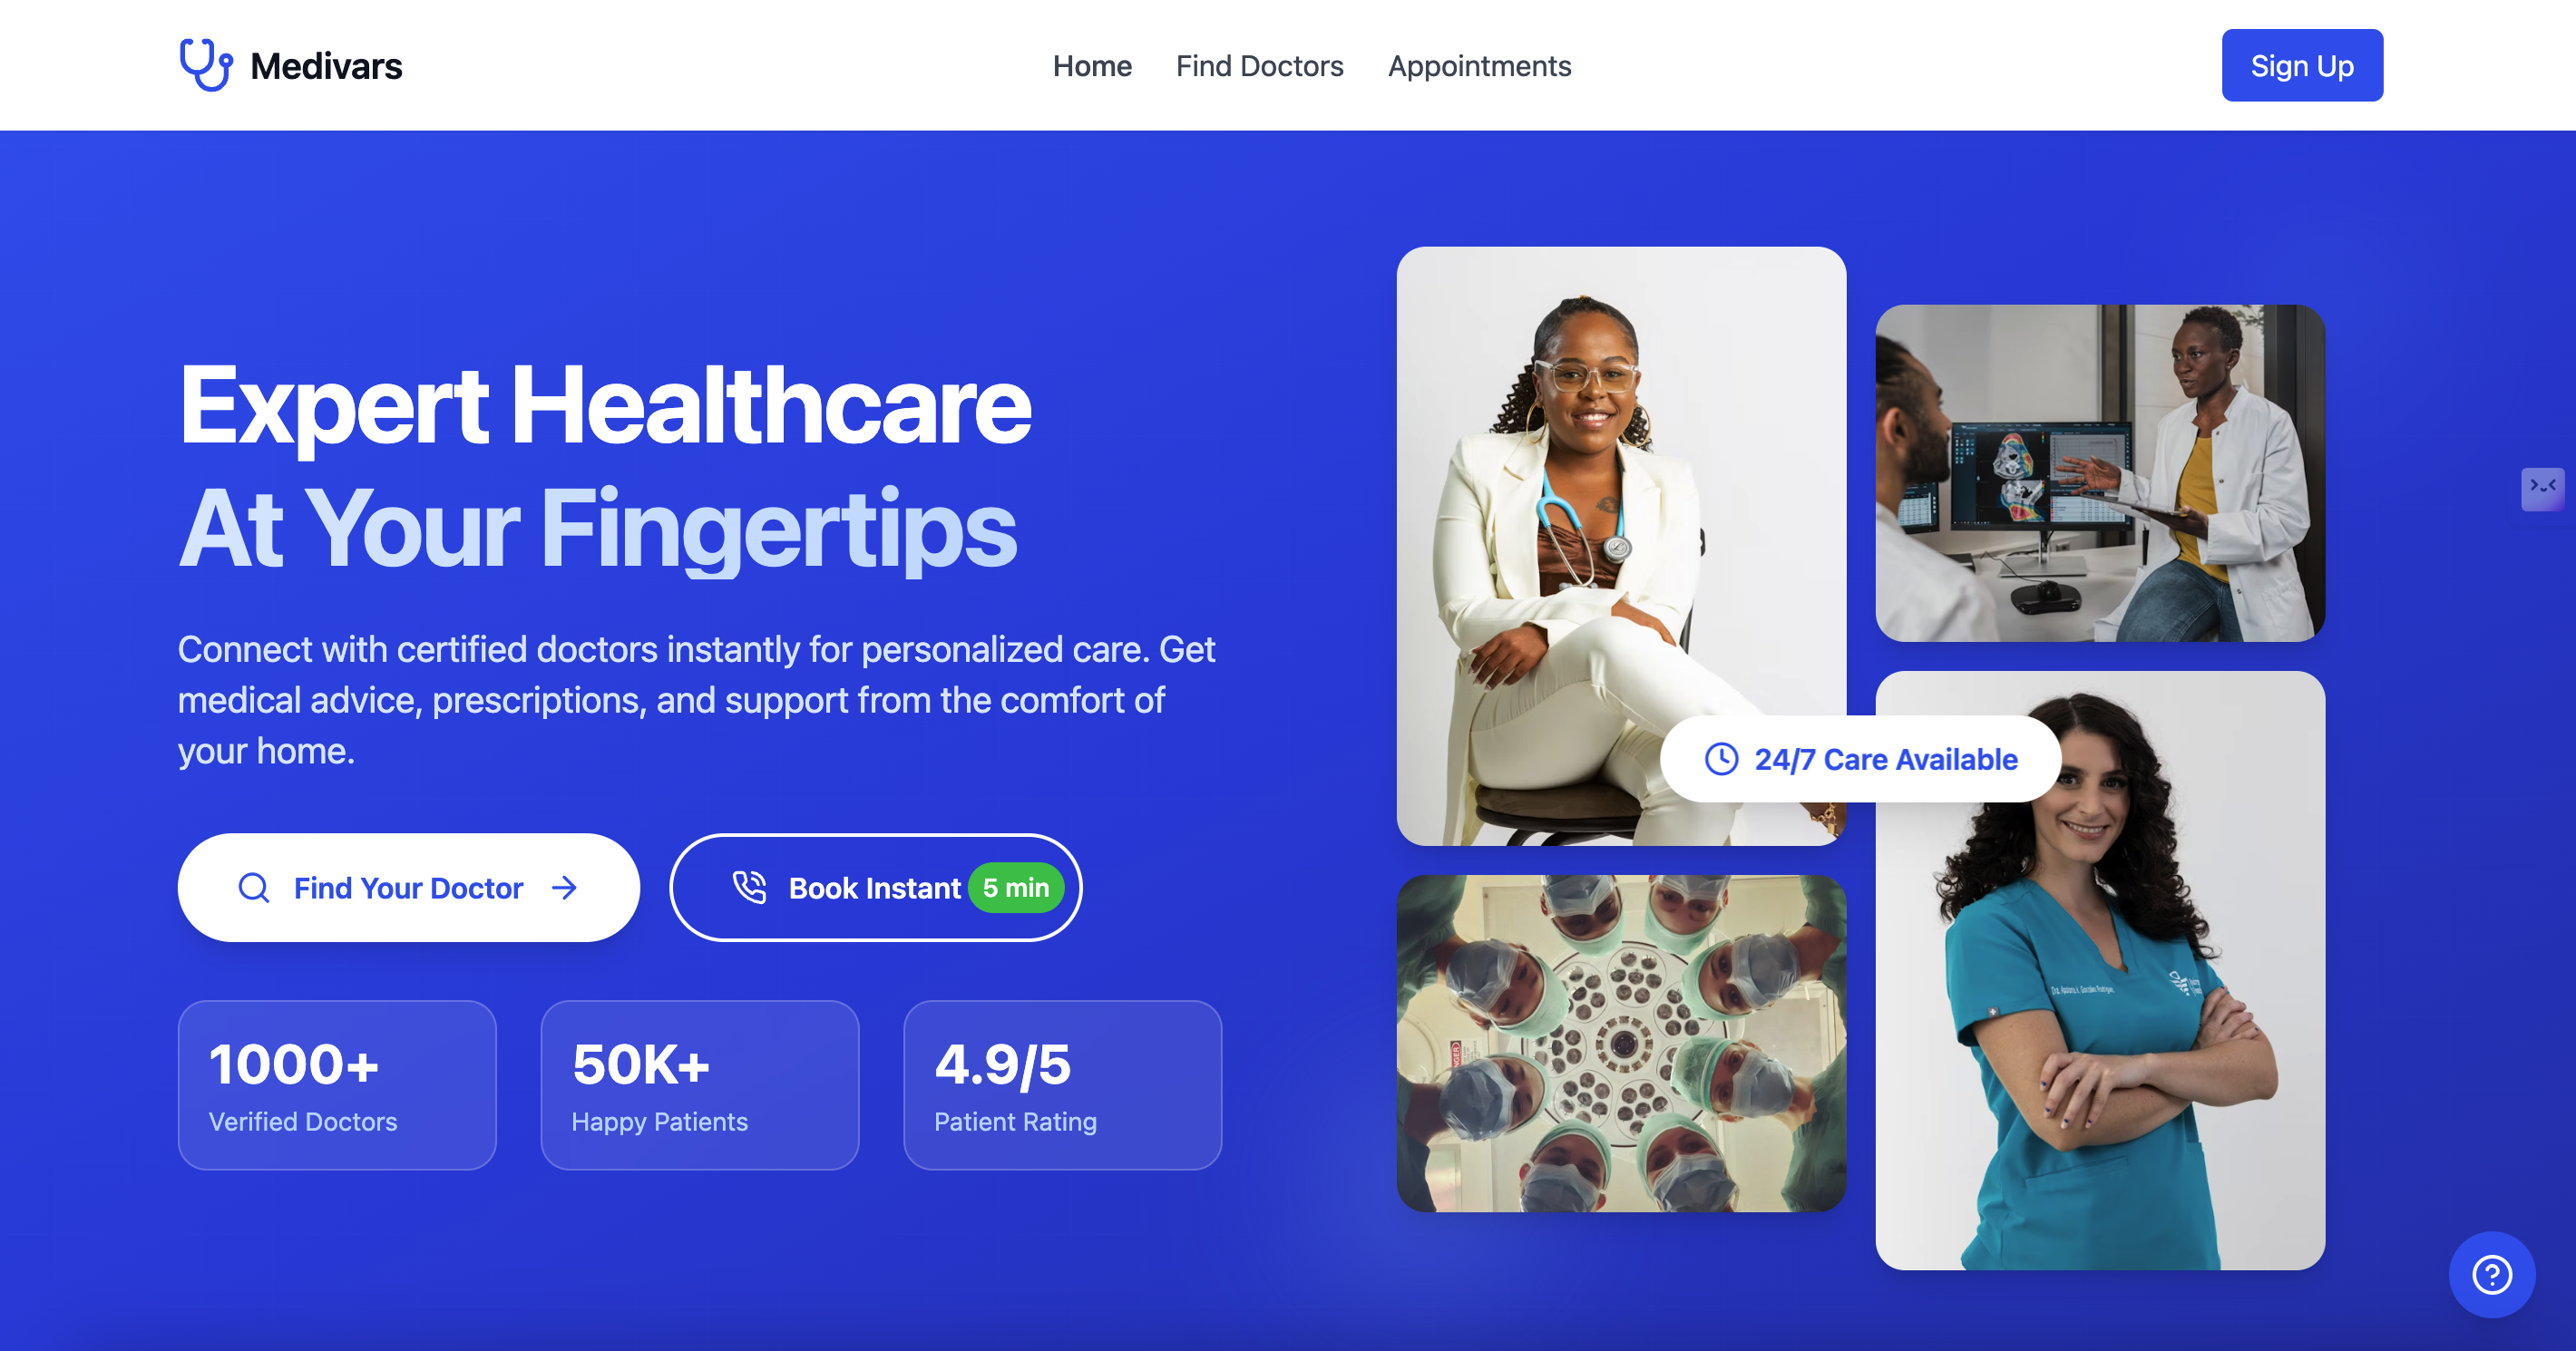 Medivars
Home
Find Doctors
Appointments
Sign Up
Expert Healthcare
At Your Fingertips
Connect with certified doctors instantly for personalized care. Get
medical advice, prescriptions, and support from the comfort of
your home.
Find Your Doctor
Book Instant 5 min
1000+
Verified Doctors
50K+
Happy Patients
4.9/5
Patient Rating
24/7 Care Available